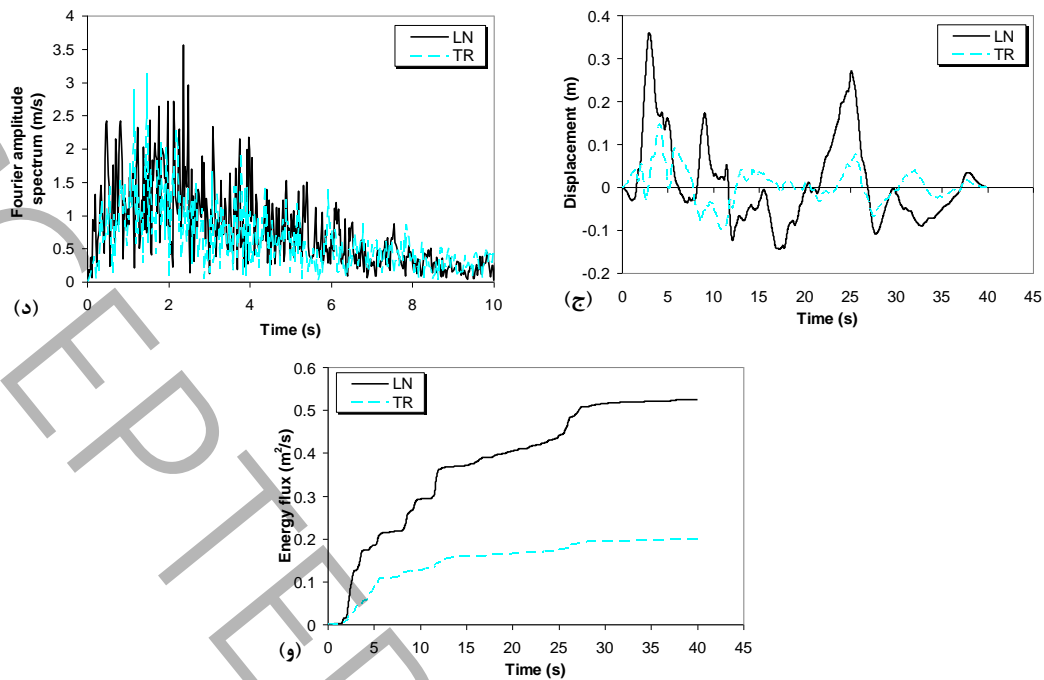 4
3.5
3
2.5
2
1.5
1
0.5
0
Fourier amplitude
spectrum (m/s)
LN
TR
0 2 4 6 8 10
Time (s)
(د)
0.4
0.3
0.2
0.1
0
-0.1
-0.2
Displacement (m)
LN
TR
0 5 10 15 20 25 30 35 40 45
Time (s)
(ج)
0.6
0.5
0.4
0.3
0.2
0.1
0
Energy flux (m²/s)
LN
TR
0 5 10 15 20 25 30 35 40 45
Time (s)
(و)